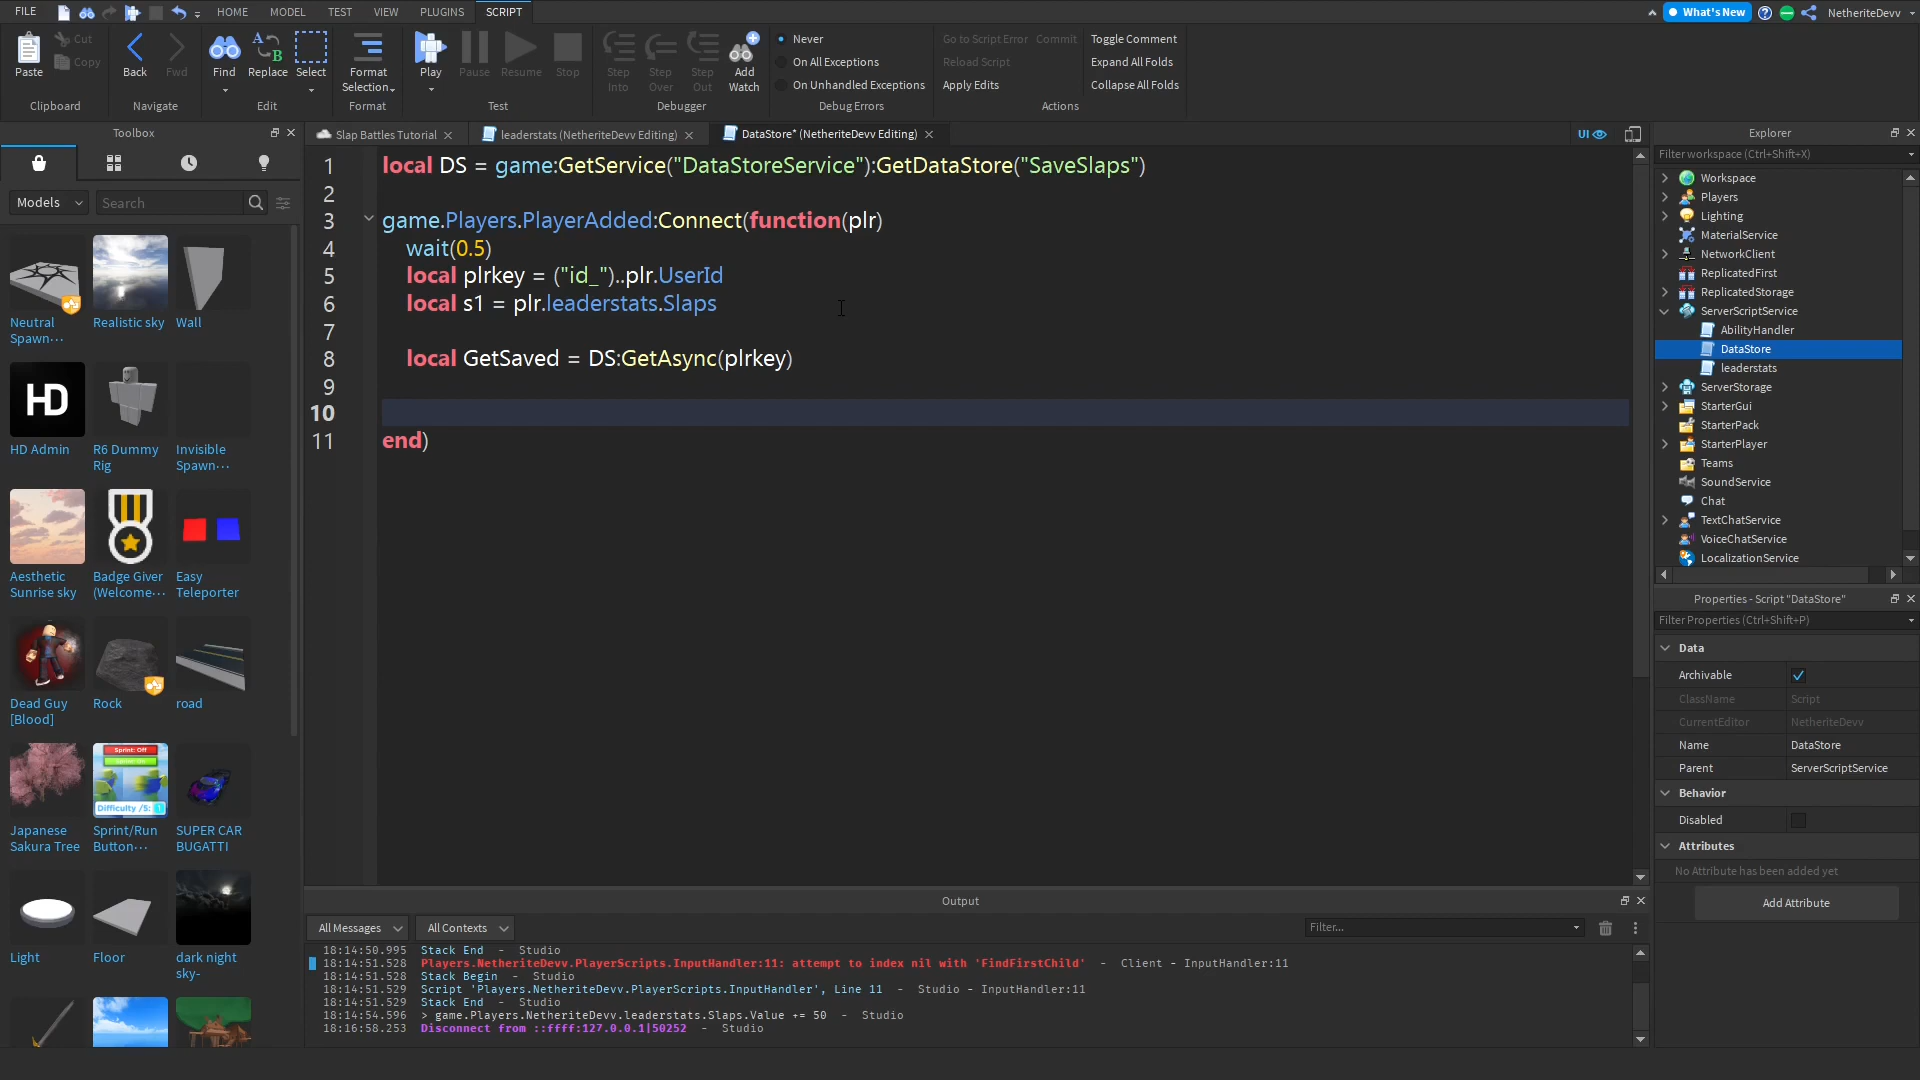 FILE HOME MODEL TEST VIEW PLUGINS SCRIPT What's New NetheriteDevv
Paste Cut Copy Back Fwd Find Replace Select Format Selection Play Pause Resume Stop Step Into Step Over Step Out Add Watch
Never Go to Script Error Commit Toggle Comment
On All Exceptions Reload Script Expand All Folds
On Unhandled Exceptions Apply Edits Collapse All Folds
Clipboard Navigate Edit Format Test Debugger Debug Errors Actions
Toolbox
Slap Battles Tutorial leaderstats (NetheriteDevv Editing) DataStore* (NetheriteDevv Editing) UI
Models Search
Neutral Spawn···
Realistic sky
Wall
HD
HD Admin
R6 Dummy Rig
Invisible Spawn···
Aesthetic Sunrise sky
Badge Giver (Welcome···
Easy Teleporter
Dead Guy [Blood]
Rock
road
Sprint: Off
Difficulty /5: 1
Japanese Sakura Tree
Sprint/Run Button···
SUPER CAR BUGATTI
Light
Floor
dark night sky-
1 local DS = game:GetService("DataStoreService"):GetDataStore("SaveSlaps")
2
3 game.Players.PlayerAdded:Connect(function(plr)
4 wait(0.5)
5 local plrkey = ("id_")..plr.UserId
6 local s1 = plr.leaderstats.Slaps
7
8 local GetSaved = DS:GetAsync(plrkey)
9
10
11 end)
Output
All Messages All Contexts Filter...
18:14:50.995 Stack End - Studio
18:14:51.528 Players.NetheriteDevv.PlayerScripts.InputHandler:11: attempt to index nil with 'FindFirstChild' - Client - InputHandler:11
18:14:51.528 Stack Begin - Studio
18:14:51.529 Script 'Players.NetheriteDevv.PlayerScripts.InputHandler', Line 11 - Studio - InputHandler:11
18:14:51.529 Stack End - Studio
18:14:54.596 > game.Players.NetheriteDevv.leaderstats.Slaps.Value += 50 - Studio
18:16:58.253 Disconnect from ::ffff:127.0.0.1|50252 - Studio
Explorer
Filter workspace (Ctrl+Shift+X)
Workspace
Players
Lighting
MaterialService
NetworkClient
ReplicatedFirst
ReplicatedStorage
ServerScriptService
AbilityHandler
DataStore
leaderstats
ServerStorage
StarterGui
StarterPack
StarterPlayer
Teams
SoundService
Chat
TextChatService
VoiceChatService
LocalizationService
Properties - Script "DataStore"
Filter Properties (Ctrl+Shift+P)
Data
Archivable
ClassName Script
CurrentEditor NetheriteDevv
Name DataStore
Parent ServerScriptService
Behavior
Disabled
Attributes
No Attribute has been added yet
Add Attribute